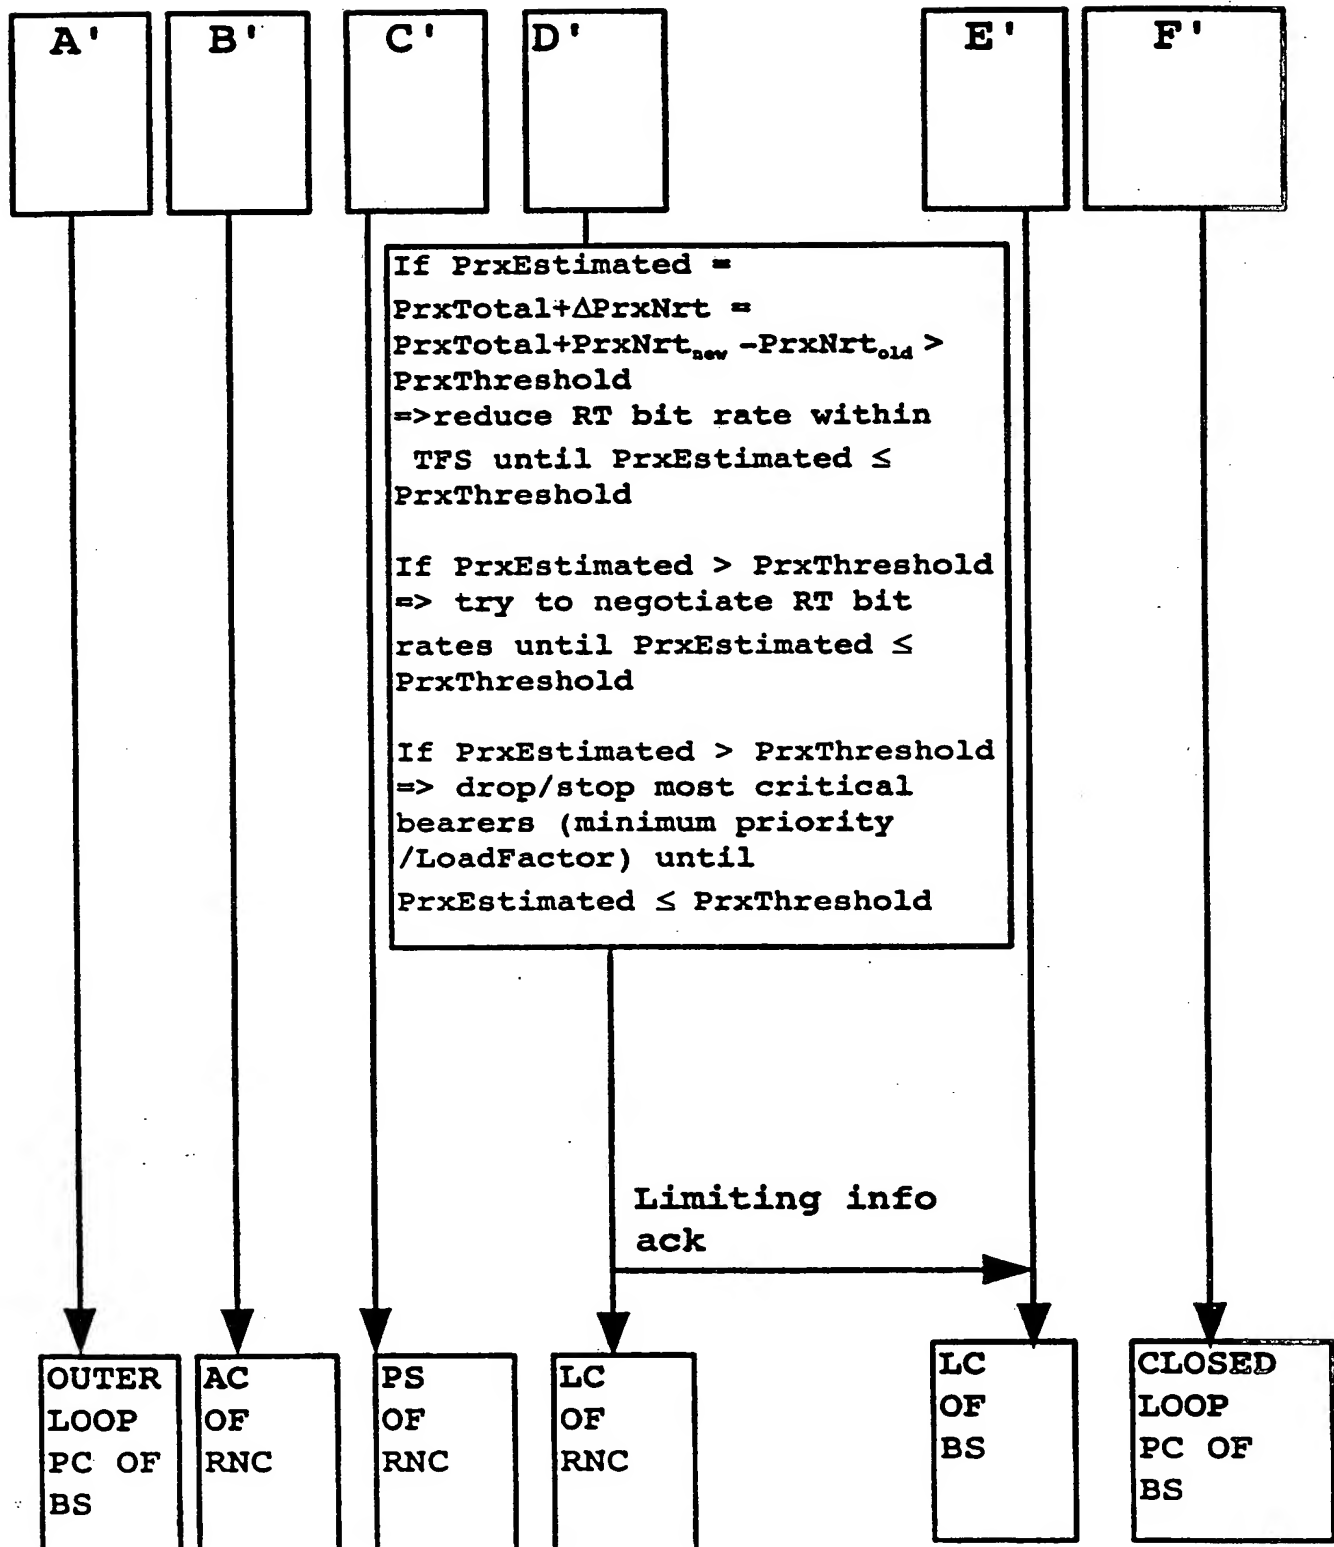 A'
B'
C'
D'
E'
F'
If PrxEstimated =
PrxTotal+ΔPrxNrt =
PrxTotal+PrxNrt_new -PrxNrt_old >
PrxThreshold
=>reduce RT bit rate within
TFS until PrxEstimated ≤
PrxThreshold
If PrxEstimated > PrxThreshold
=> try to negotiate RT bit
rates until PrxEstimated ≤
PrxThreshold
If PrxEstimated > PrxThreshold
=> drop/stop most critical
bearers (minimum priority
/LoadFactor) until
PrxEstimated ≤ PrxThreshold
Limiting info
ack
OUTER
LOOP
PC OF
BS
AC
OF
RNC
PS
OF
RNC
LC
OF
RNC
LC
OF
BS
CLOSED
LOOP
PC OF
BS